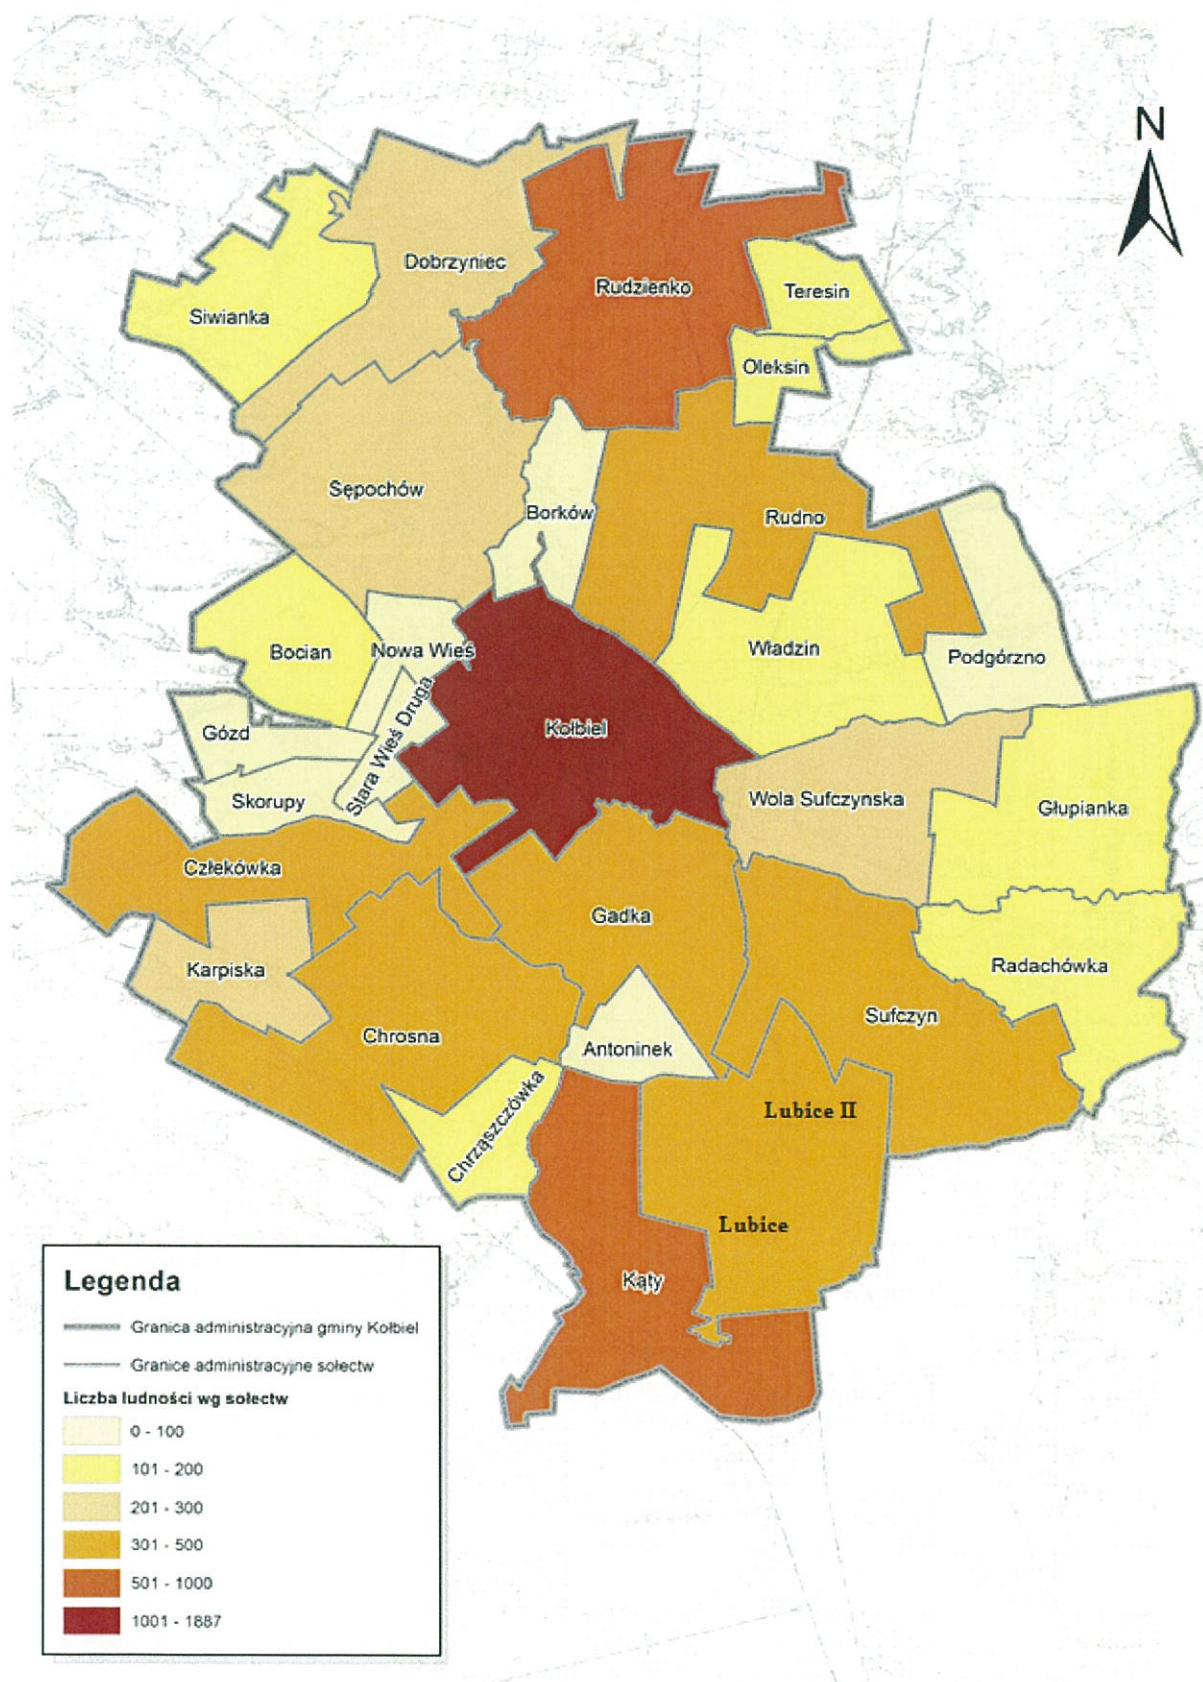 N
Dobrzyniec
Rudzienko
Teresin
Siwianka
Oleksin
Sępochów
Borków
Rudno
Bocian
Nowa Wieś
Władzin
Podgórzno
Gózd
Stara Wieś Druga
Kołbiel
Skorupy
Wola Sufczynska
Głupianka
Człekówka
Gadka
Karpiska
Radachówka
Chrosna
Sufczyn
Antoninek
Chrząszczówka
Lubice II
Lubice
Kąty
Legenda
Granica administracyjna gminy Kołbiel
Granice administracyjne sołectw
Liczba ludności wg sołectw
0 - 100
101 - 200
201 - 300
301 - 500
501 - 1000
1001 - 1887